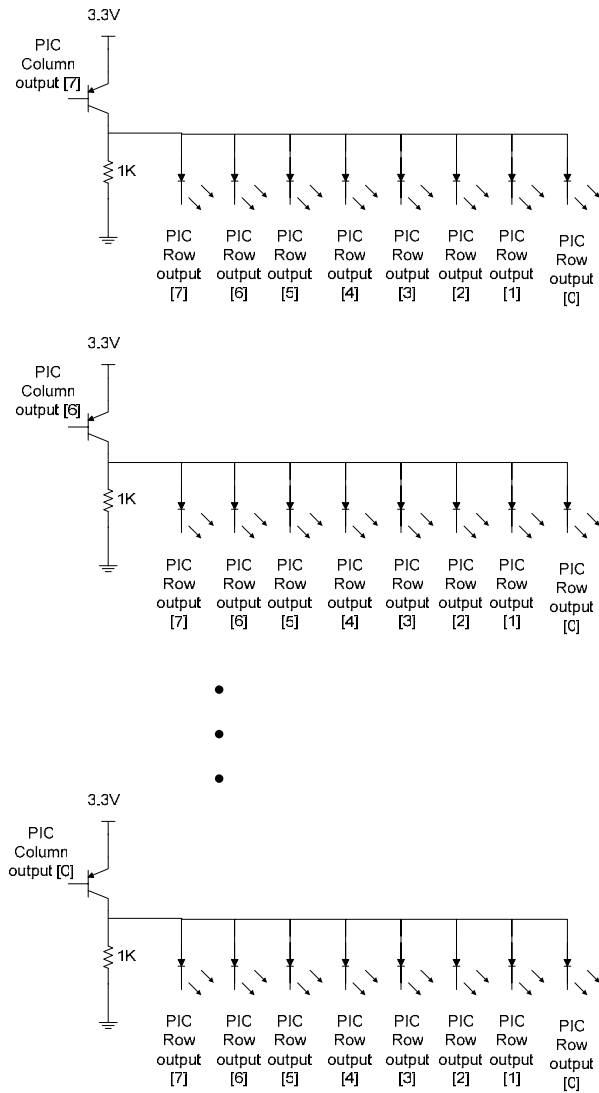 3.3V
PIC
Column
output [7]
1K
PIC
Row
output
[7]
PIC
Row
output
[6]
PIC
Row
output
[5]
PIC
Row
output
[4]
PIC
Row
output
[3]
PIC
Row
output
[2]
PIC
Row
output
[1]
PIC
Row
output
[0]
3.3V
PIC
Column
output [6]
1K
PIC
Row
output
[7]
PIC
Row
output
[6]
PIC
Row
output
[5]
PIC
Row
output
[4]
PIC
Row
output
[3]
PIC
Row
output
[2]
PIC
Row
output
[1]
PIC
Row
output
[0]
3.3V
PIC
Column
output [0]
1K
PIC
Row
output
[7]
PIC
Row
output
[6]
PIC
Row
output
[5]
PIC
Row
output
[4]
PIC
Row
output
[3]
PIC
Row
output
[2]
PIC
Row
output
[1]
PIC
Row
output
[0]